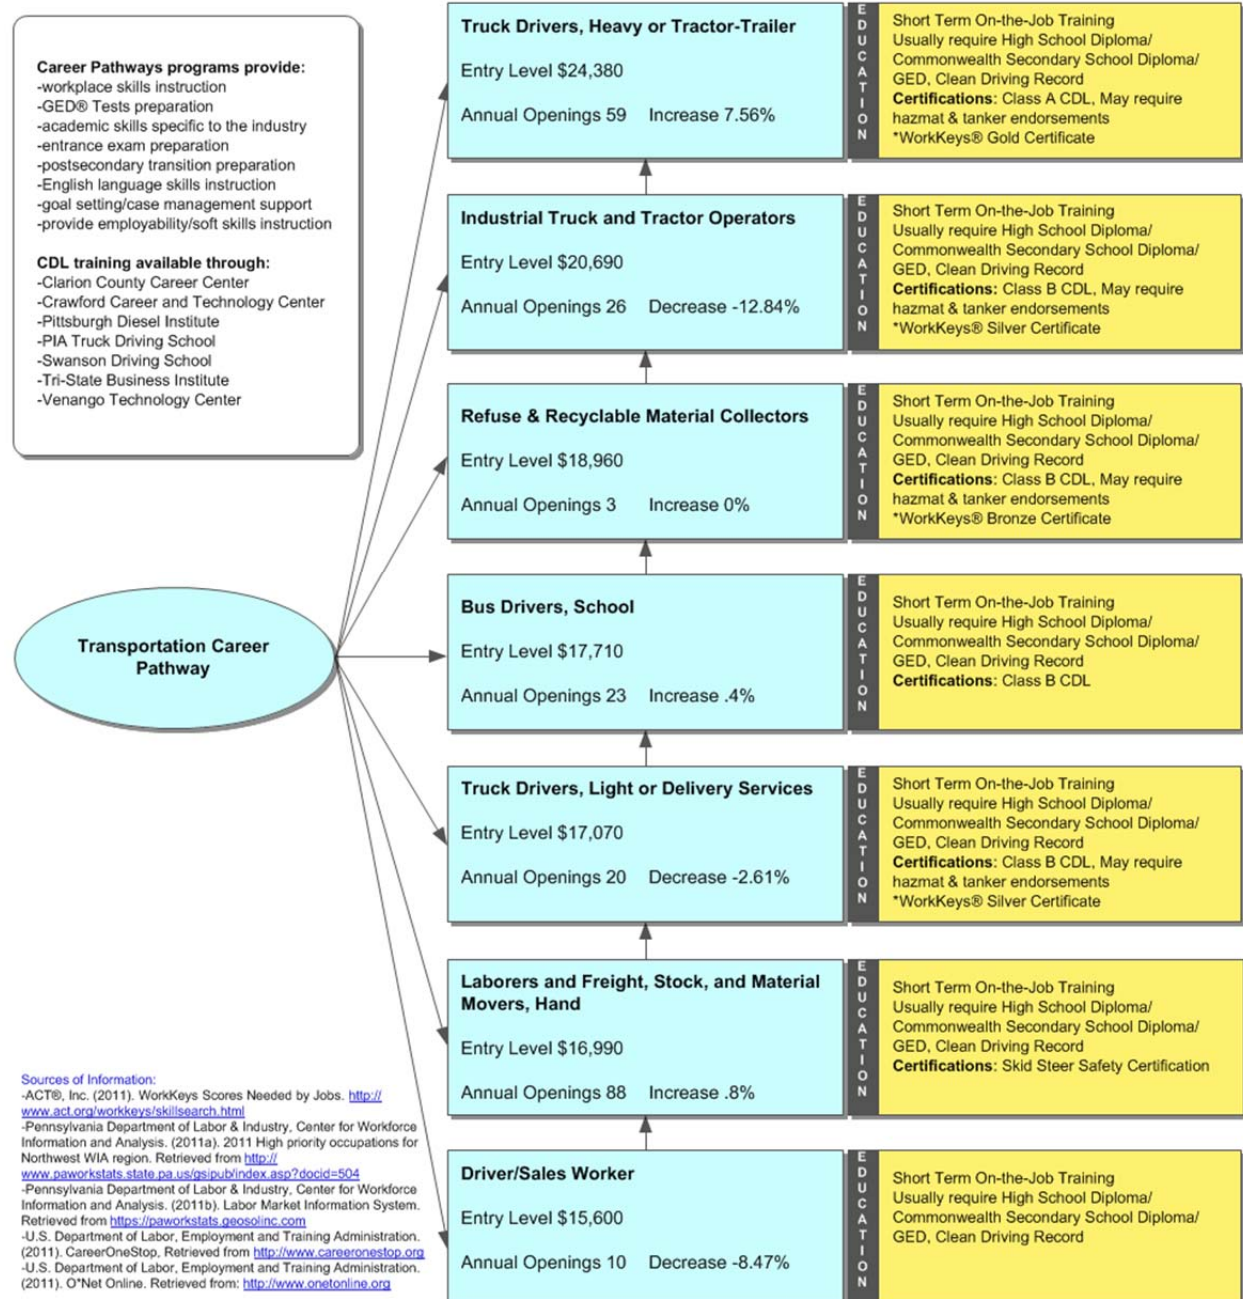 Career Pathways programs provide:
-workplace skills instruction
-GED® Tests preparation
-academic skills specific to the industry
-entrance exam preparation
-postsecondary transition preparation
-English language skills instruction
-goal setting/case management support
-provide employability/soft skills instruction
CDL training available through:
-Clarion County Career Center
-Crawford Career and Technology Center
-Pittsburgh Diesel Institute
-PIA Truck Driving School
-Swanson Driving School
-Tri-State Business Institute
-Venango Technology Center
Transportation Career
Pathway
Truck Drivers, Heavy or Tractor-Trailer
Entry Level $24,380
Annual Openings 59 Increase 7.56%
EDUCATION
Short Term On-the-Job Training
Usually require High School Diploma/
Commonwealth Secondary School Diploma/
GED, Clean Driving Record
Certifications: Class A CDL, May require
hazmat & tanker endorsements
*WorkKeys® Gold Certificate
Industrial Truck and Tractor Operators
Entry Level $20,690
Annual Openings 26 Decrease -12.84%
EDUCATION
Short Term On-the-Job Training
Usually require High School Diploma/
Commonwealth Secondary School Diploma/
GED, Clean Driving Record
Certifications: Class B CDL, May require
hazmat & tanker endorsements
*WorkKeys® Silver Certificate
Refuse & Recyclable Material Collectors
Entry Level $18,960
Annual Openings 3 Increase 0%
EDUCATION
Short Term On-the-Job Training
Usually require High School Diploma/
Commonwealth Secondary School Diploma/
GED, Clean Driving Record
Certifications: Class B CDL, May require
hazmat & tanker endorsements
*WorkKeys® Bronze Certificate
Bus Drivers, School
Entry Level $17,710
Annual Openings 23 Increase .4%
EDUCATION
Short Term On-the-Job Training
Usually require High School Diploma/
Commonwealth Secondary School Diploma/
GED, Clean Driving Record
Certifications: Class B CDL
Truck Drivers, Light or Delivery Services
Entry Level $17,070
Annual Openings 20 Decrease -2.61%
EDUCATION
Short Term On-the-Job Training
Usually require High School Diploma/
Commonwealth Secondary School Diploma/
GED, Clean Driving Record
Certifications: Class B CDL, May require
hazmat & tanker endorsements
*WorkKeys® Silver Certificate
Laborers and Freight, Stock, and Material
Movers, Hand
Entry Level $16,990
Annual Openings 88 Increase .8%
EDUCATION
Short Term On-the-Job Training
Usually require High School Diploma/
Commonwealth Secondary School Diploma/
GED, Clean Driving Record
Certifications: Skid Steer Safety Certification
Driver/Sales Worker
Entry Level $15,600
Annual Openings 10 Decrease -8.47%
EDUCATION
Short Term On-the-Job Training
Usually require High School Diploma/
Commonwealth Secondary School Diploma/
GED, Clean Driving Record
Sources of Information:
-ACT®, Inc. (2011). WorkKeys Scores Needed by Jobs. http://
www.act.org/workkeys/skillsearch.html
-Pennsylvania Department of Labor & Industry, Center for Workforce
Information and Analysis. (2011a). 2011 High priority occupations for
Northwest WIA region. Retrieved from http://
www.paworkstats.state.pa.us/gsipub/index.asp?docid=504
-Pennsylvania Department of Labor & Industry, Center for Workforce
Information and Analysis. (2011b). Labor Market Information System.
Retrieved from https://paworkstats.geosolinc.com
-U.S. Department of Labor, Employment and Training Administration.
(2011). CareerOneStop, Retrieved from http://www.careeronestop.org
-U.S. Department of Labor, Employment and Training Administration.
(2011). O*Net Online. Retrieved from: http://www.onetonline.org